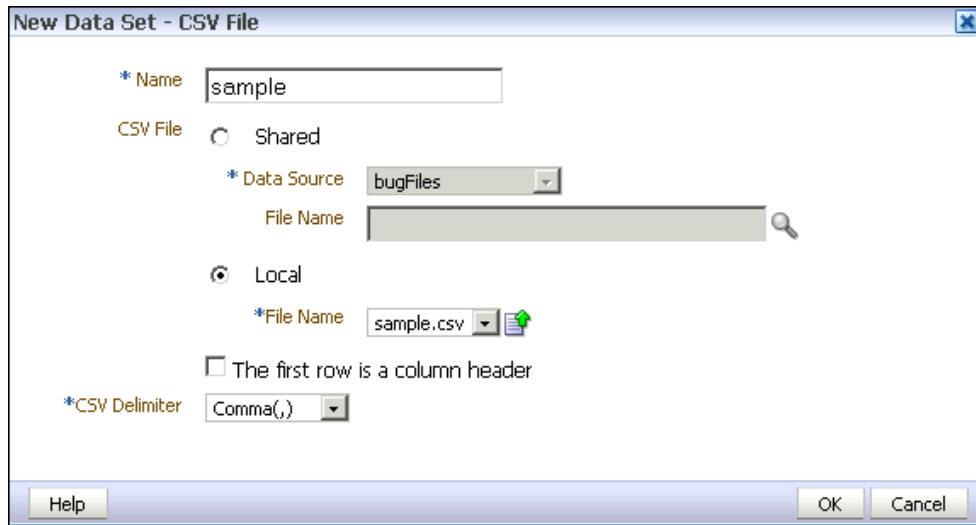 New Data Set - CSV File
* Name sample
CSV File Shared
* Data Source bugFiles
File Name
Local
*File Name sample.csv
The first row is a column header
*CSV Delimiter Comma(,)
Help OK Cancel